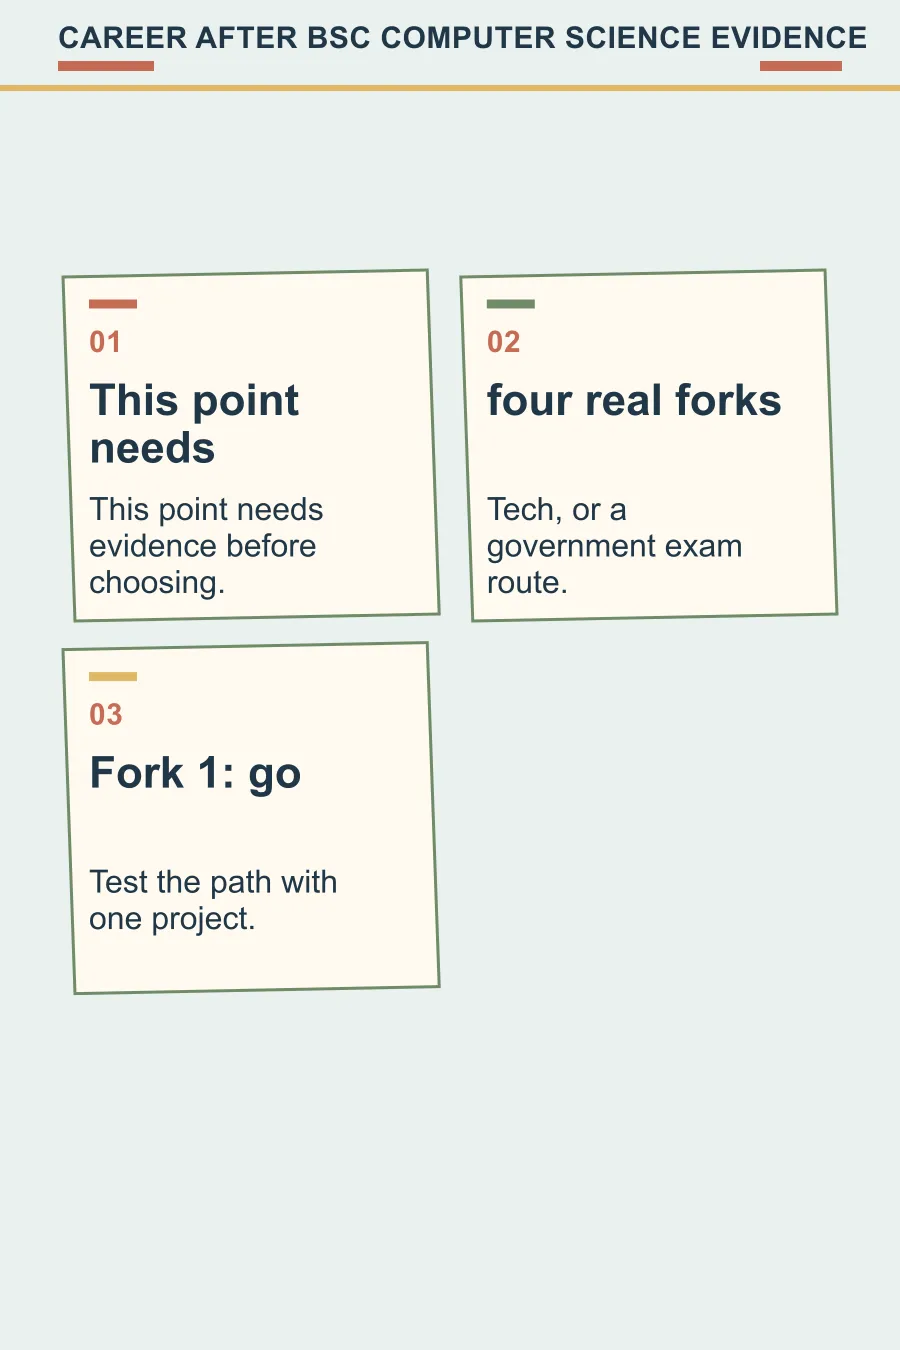 CAREER AFTER BSC COMPUTER SCIENCE EVIDENCE
01
This point
needs
This point needs
evidence before
choosing.
02
four real forks
Tech, or a
government exam
route.
03
Fork 1: go
Test the path with
one project.